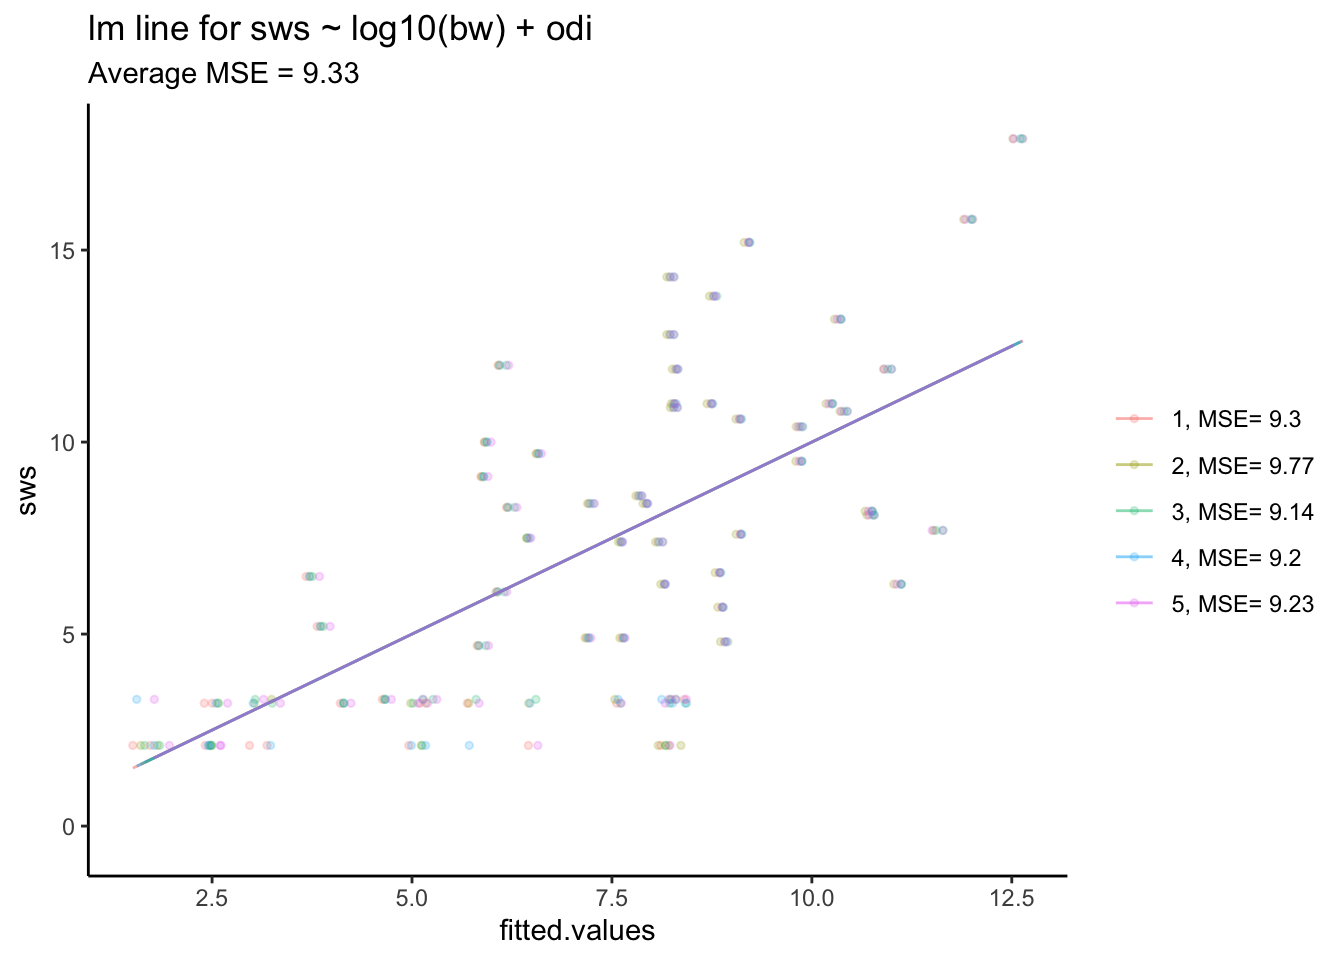 lm line for sws ~ log10(bw) + odi
Average MSE = 9.33
sws
15
10
5
0
2.5
5.0
7.5
10.0
12.5
fitted.values
1, MSE= 9.3
2, MSE= 9.77
3, MSE= 9.14
4, MSE= 9.2
5, MSE= 9.23